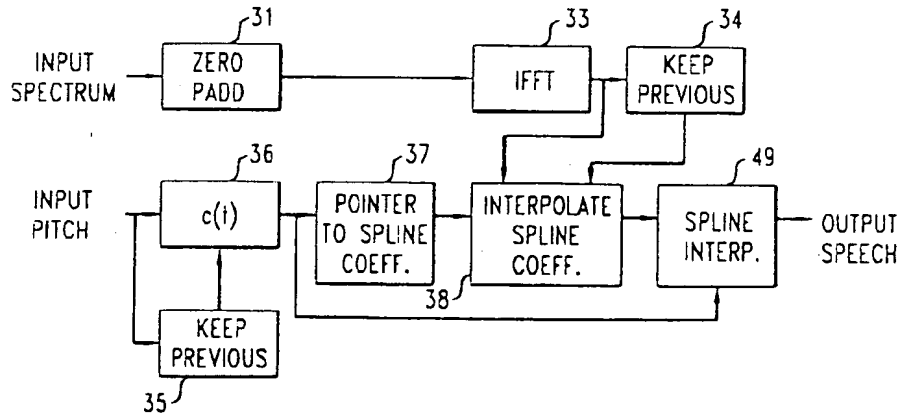 31
33
34
INPUT
SPECTRUM
ZERO
PADD
IFFT
KEEP
PREVIOUS
36
37
49
INPUT
PITCH
c(i)
POINTER
TO SPLINE
COEFF.
INTERPOLATE
SPLINE
COEFF.
SPLINE
INTERP.
OUTPUT
SPEECH
38
KEEP
PREVIOUS
35